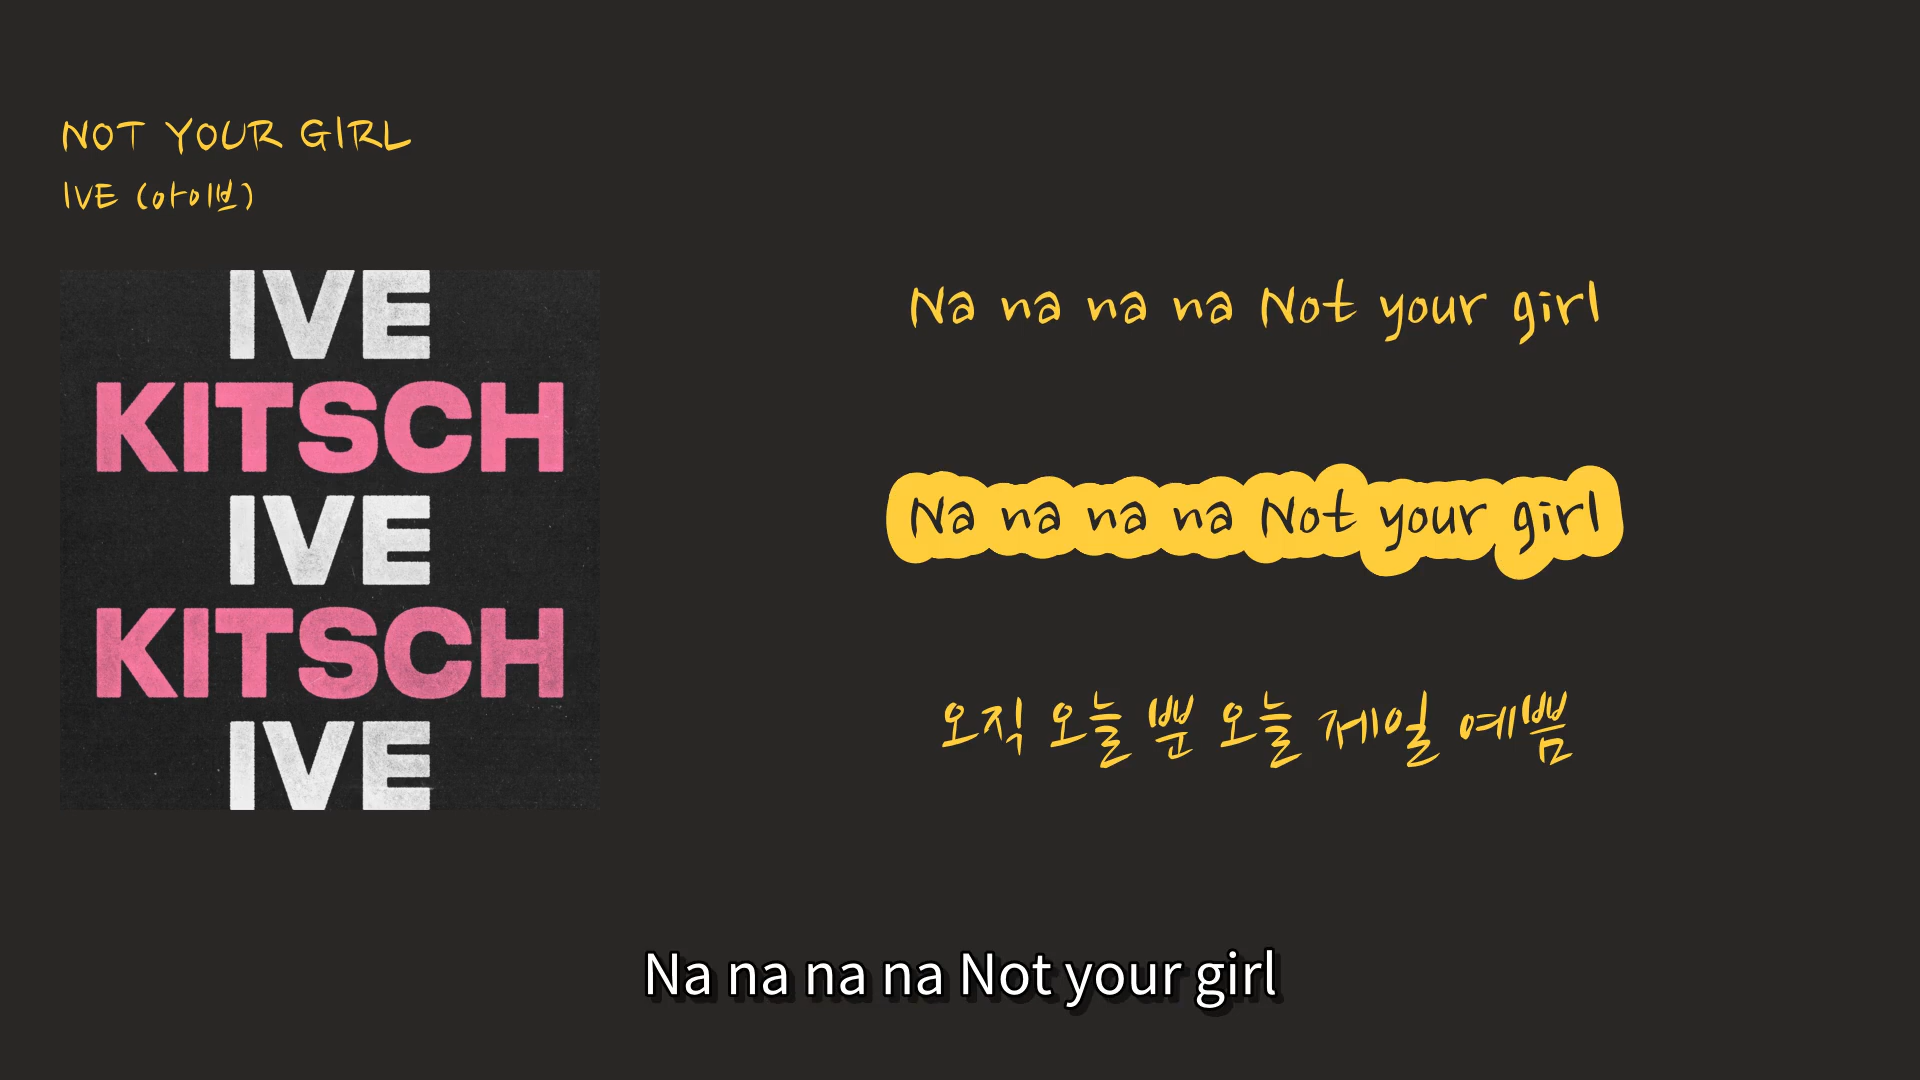 NOT YOUR GIRL
IVE (아이브)
IVE
KITSCH
IVE
KITSCH
IVE
Na na na na Not your girl
Na na na na Not your girl
오직 오늘 뿐 오늘 제일 예쁨
Na na na na Not your girl